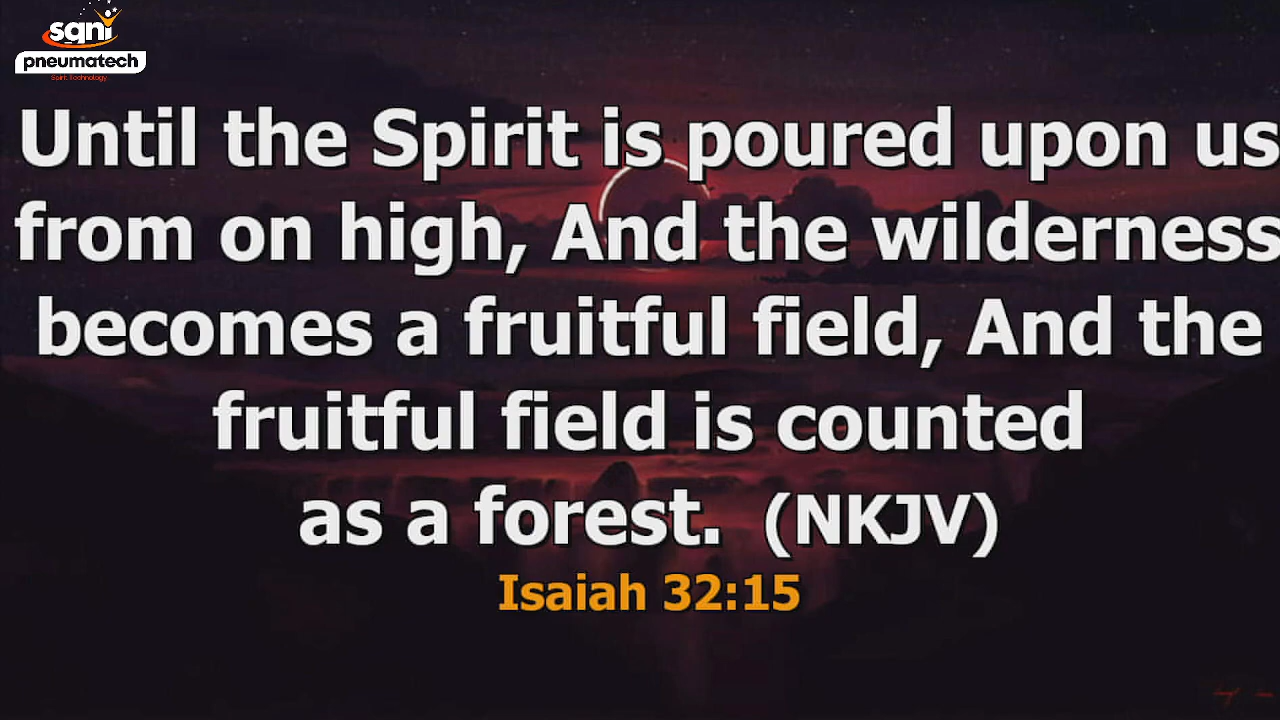 sqni
pneumatech
Spirit Technology
Until the Spirit is poured upon us
from on high, And the wilderness
becomes a fruitful field, And the
fruitful field is counted
as a forest. (NKJV)
Isaiah 32:15